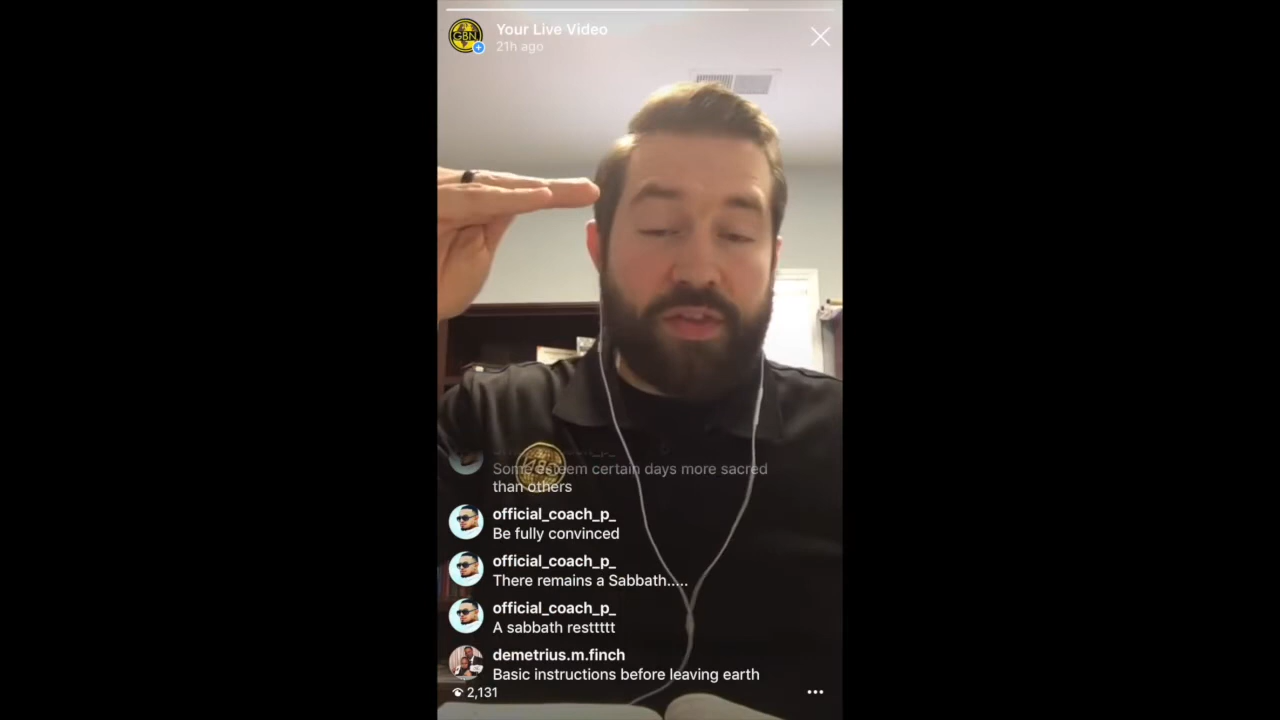 GBN
Your Live Video
21h ago
Some esteem certain days more sacred
than others
official_coach_p_
Be fully convinced
official_coach_p_
There remains a Sabbath.....
official_coach_p_
A sabbath resttttt
demetrius.m.finch
Basic instructions before leaving earth
2,131